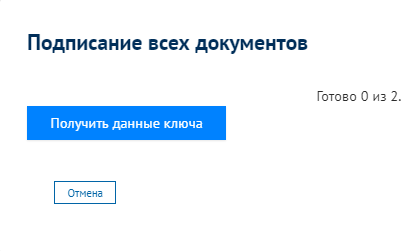 Подписание всех документов
Готово 0 из 2.
Получить данные ключа
Отмена